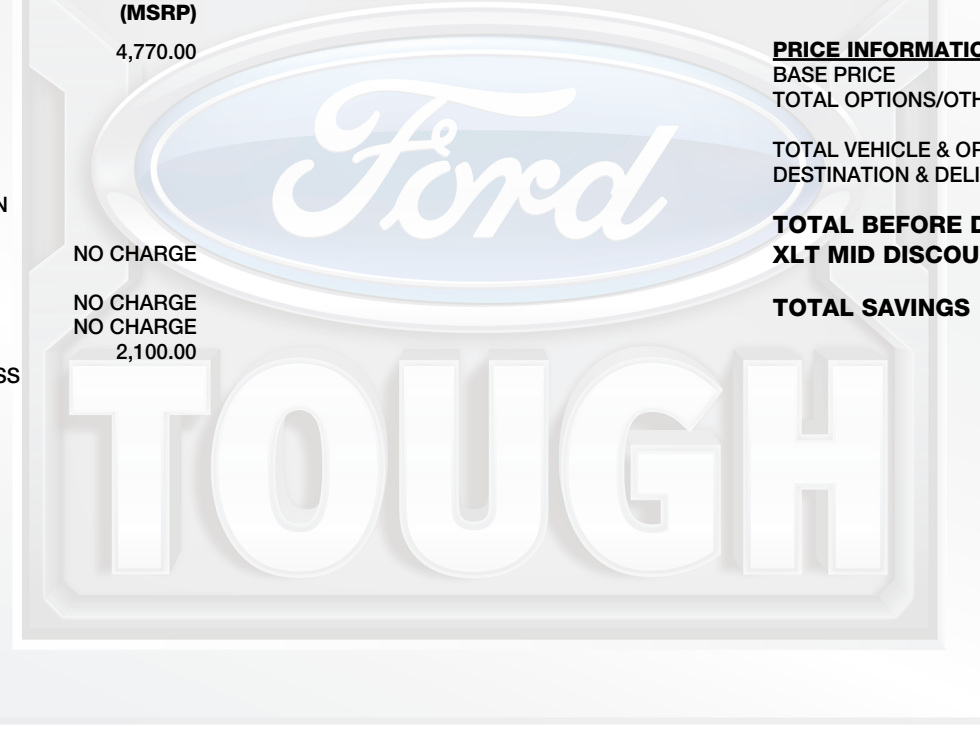 (MSRP)
4,770.00
N
NO CHARGE
NO CHARGE
NO CHARGE
2,100.00
SS
PRICE INFORMATIO
BASE PRICE
TOTAL OPTIONS/OTH
TOTAL VEHICLE & OP
DESTINATION & DELI
TOTAL BEFORE D
XLT MID DISCOU
TOTAL SAVINGS
Ford
TOUGH